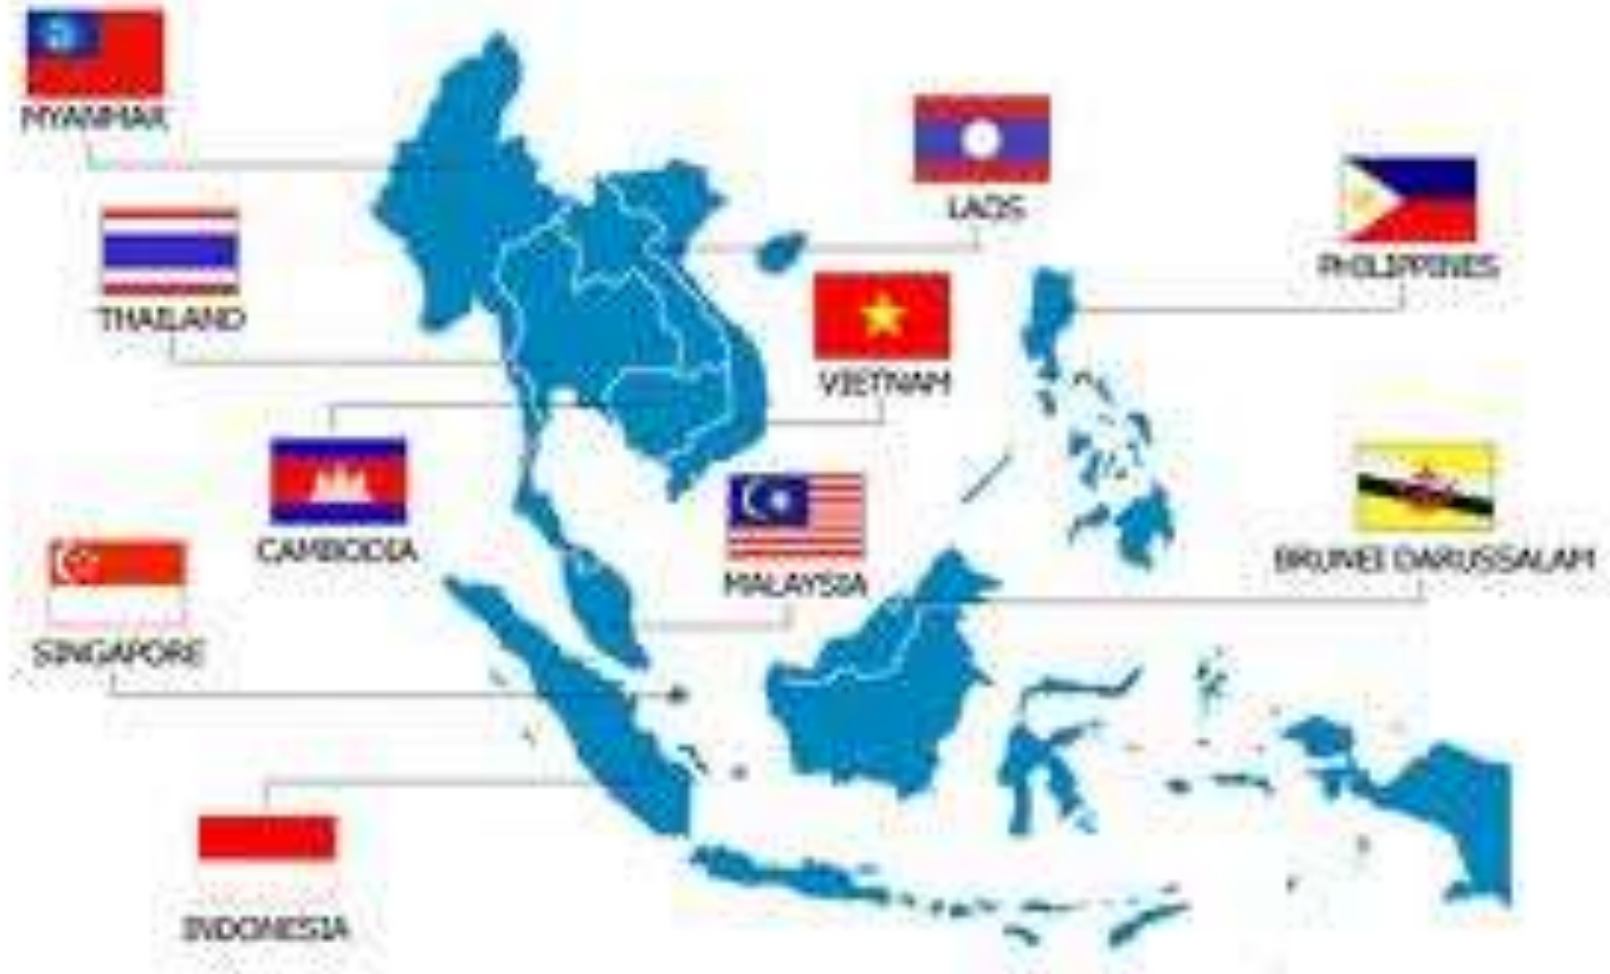 MYANMAR
LAOS
PHILIPPINES
THAILAND
VIETNAM
CAMBODIA
MALAYSIA
BRUNEI DARUSSALAM
SINGAPORE
INDONESIA